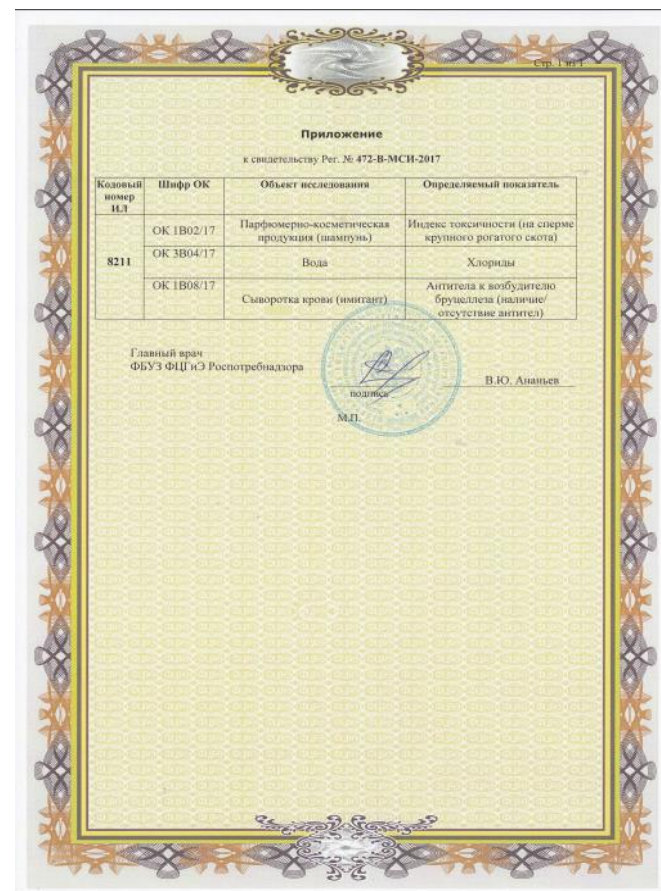 Стр. 1 из 1
Приложение
к свидетельству Рег. № 472-В-МСИ-2017
Кодовый номер ИЛ
Шифр ОК
Объект исследования
Определяемый показатель
8211
ОК 1В02/17
Парфюмерно-косметическая
продукция (шампунь)
Индекс токсичности (на сперме
крупного рогатого скота)
ОК 3В04/17
Вода
Хлориды
ОК 1В08/17
Сыворотка крови (имитант)
Антитела к возбудителю
бруцеллеза (наличие/
отсутствие антител)
Главный врач
ФБУЗ ФЦГиЭ Роспотребнадзора
В.Ю. Ананьев
подпись
М.П.